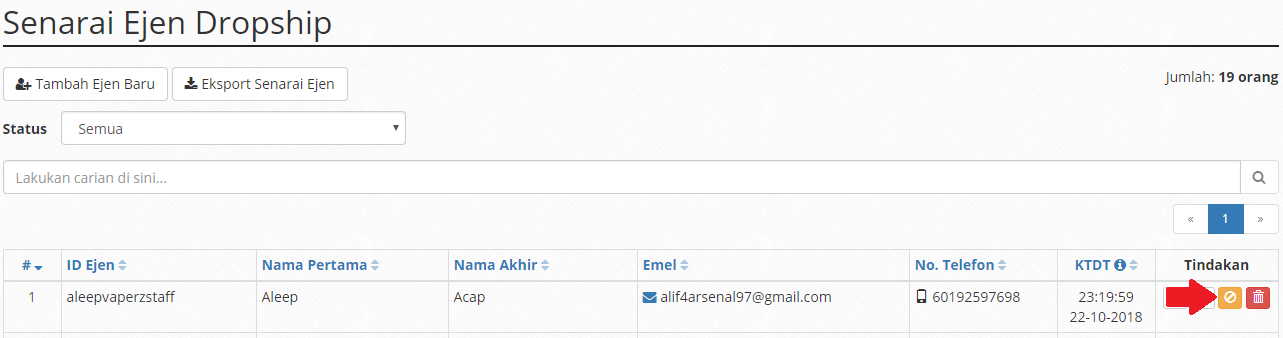 Senarai Ejen Dropship
Tambah Ejen Baru Eksport Senarai Ejen Jumlah: 19 orang
Status Semua
Lakukan carian di sini...
« 1 »
# ID Ejen Nama Pertama Nama Akhir Emel No. Telefon KTDT Tindakan
1 aleepvaperzstaff Aleep Acap alif4arsenal97@gmail.com 60192597698 23:19:59
22-10-2018